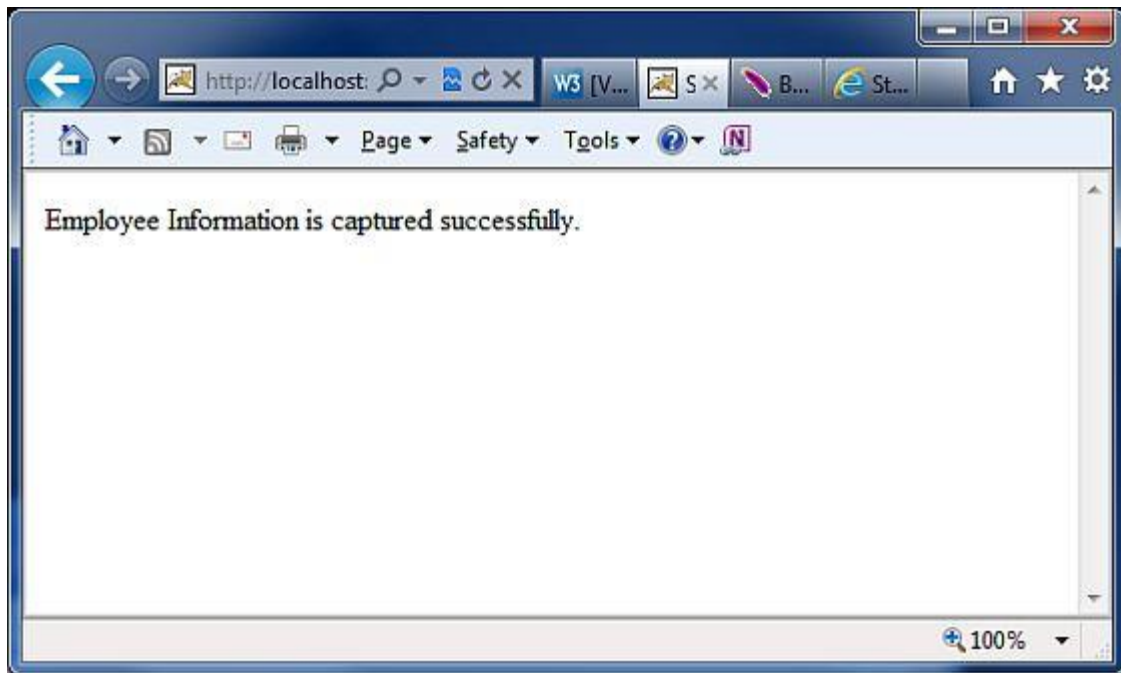 http://localhost:
W3 [V... S B... St...
Page Safety Tools
Employee Information is captured successfully.
100%